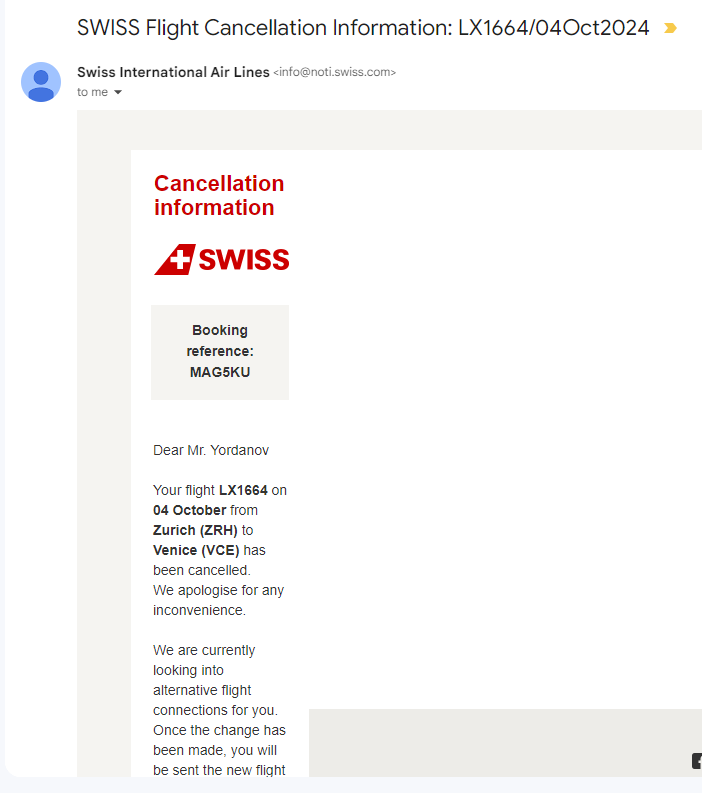 SWISS Flight Cancellation Information: LX1664/04Oct2024
Swiss International Air Lines <info@noti.swiss.com>
to me
Cancellation
information
SWISS
Booking
reference:
MAG5KU
Dear Mr. Yordanov
Your flight LX1664 on
04 October from
Zurich (ZRH) to
Venice (VCE) has
been cancelled.
We apologise for any
inconvenience.
We are currently
looking into
alternative flight
connections for you.
Once the change has
been made, you will
be sent the new flight